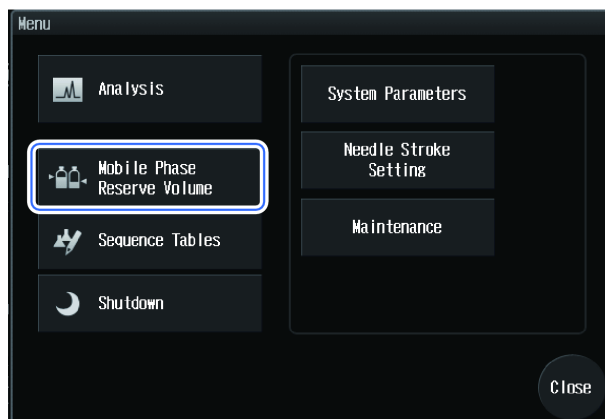 Menu
Analysis
Mobile Phase
Reserve Volume
Sequence Tables
Shutdown
System Parameters
Needle Stroke
Setting
Maintenance
Close